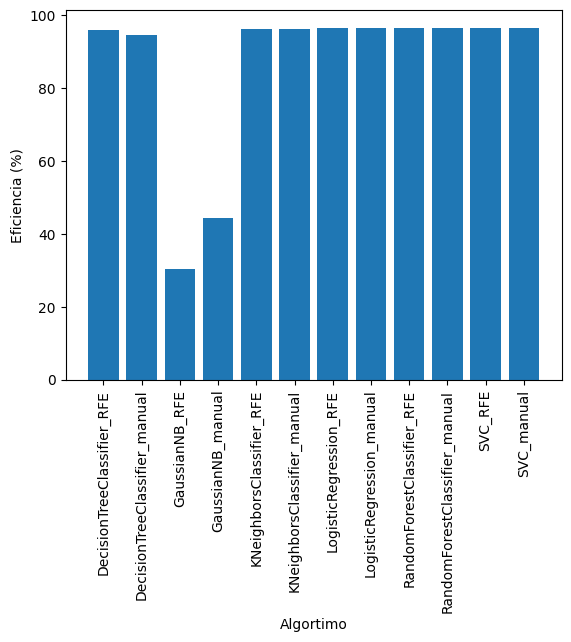 Eficiencia (%)
100
80
60
40
20
0
DecisionTreeClassifier_RFE
DecisionTreeClassifier_manual
GaussianNB_RFE
GaussianNB_manual
KNeighborsClassifier_RFE
KNeighborsClassifier_manual
LogisticRegression_RFE
LogisticRegression_manual
RandomForestClassifier_RFE
RandomForestClassifier_manual
SVC_RFE
SVC_manual
Algortimo